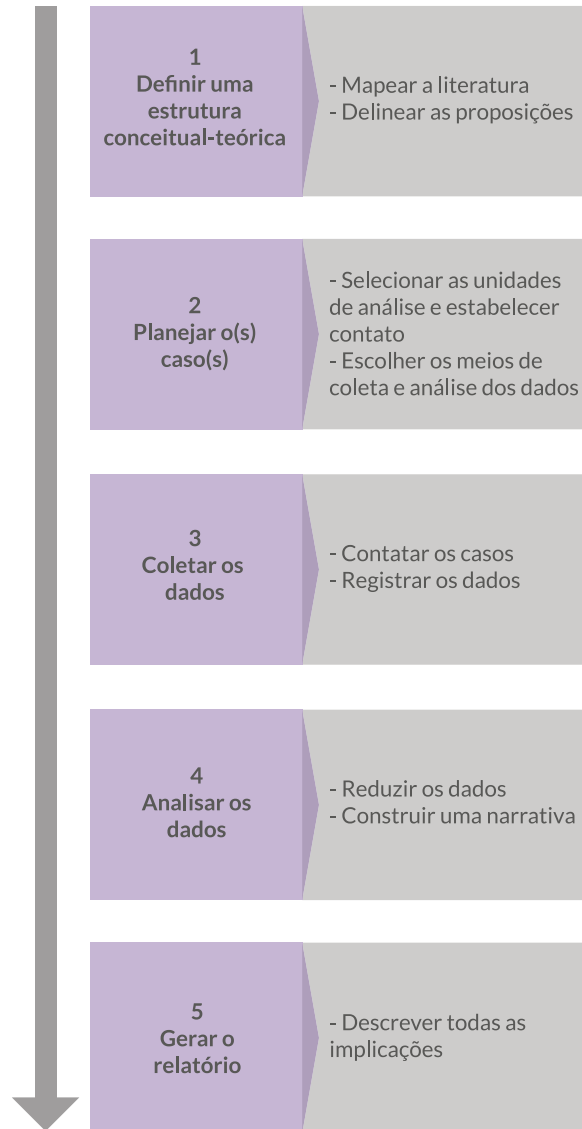 1
Definir uma
estrutura
conceitual-teórica
- Mapear a literatura
- Delinear as proposições
2
Planejar o(s)
caso(s)
- Selecionar as unidades
de análise e estabelecer
contato
- Escolher os meios de
coleta e análise dos dados
3
Coletar os
dados
- Contatar os casos
- Registrar os dados
4
Analisar os
dados
- Reduzir os dados
- Construir uma narrativa
5
Gerar o
relatório
- Descrever todas as
implicações